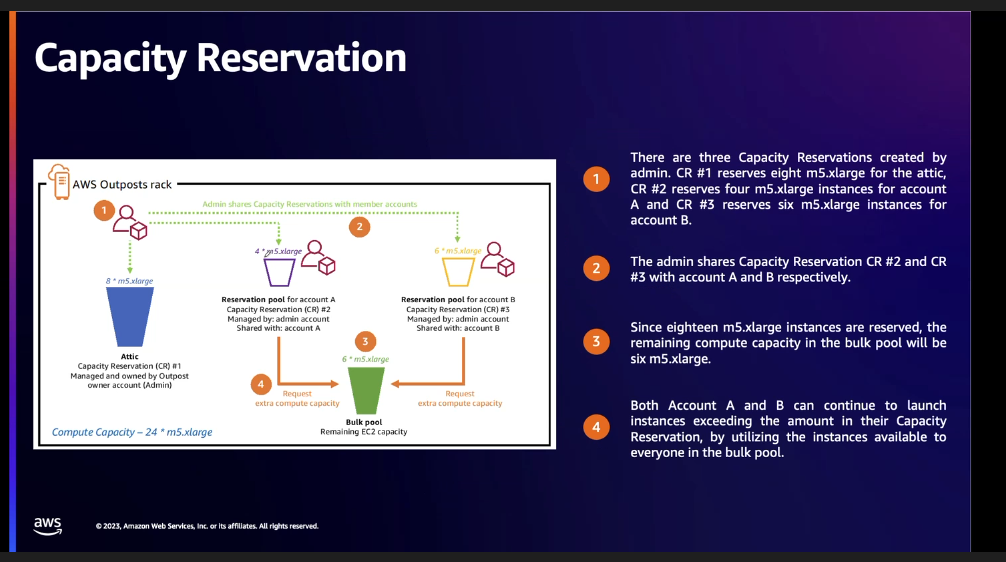 Capacity Reservation
AWS Outposts rack
1
Admin shares Capacity Reservations with member accounts
2
8 * m5.xlarge
4 * m5.xlarge
6 * m5.xlarge
Attic
Capacity Reservation (CR) #1
Managed and owned by Outpost
owner account (Admin)
Reservation pool for account A
Capacity Reservation (CR) #2
Managed by: admin account
Shared with: account A
Reservation pool for account B
Capacity Reservation (CR) #3
Managed by: admin account
Shared with: account B
3
6 * m5.xlarge
4
Request
extra compute capacity
Request
extra compute capacity
Bulk pool
Remaining EC2 capacity
Compute Capacity – 24 * m5.xlarge
1
There are three Capacity Reservations created by
admin. CR #1 reserves eight m5.xlarge for the attic,
CR #2 reserves four m5.xlarge instances for account
A and CR #3 reserves six m5.xlarge instances for
account B.
2
The admin shares Capacity Reservation CR #2 and CR
#3 with account A and B respectively.
3
Since eighteen m5.xlarge instances are reserved, the
remaining compute capacity in the bulk pool will be
six m5.xlarge.
4
Both Account A and B can continue to launch
instances exceeding the amount in their Capacity
Reservation, by utilizing the instances available to
everyone in the bulk pool.
aws
© 2023, Amazon Web Services, Inc. or its affiliates. All rights reserved.